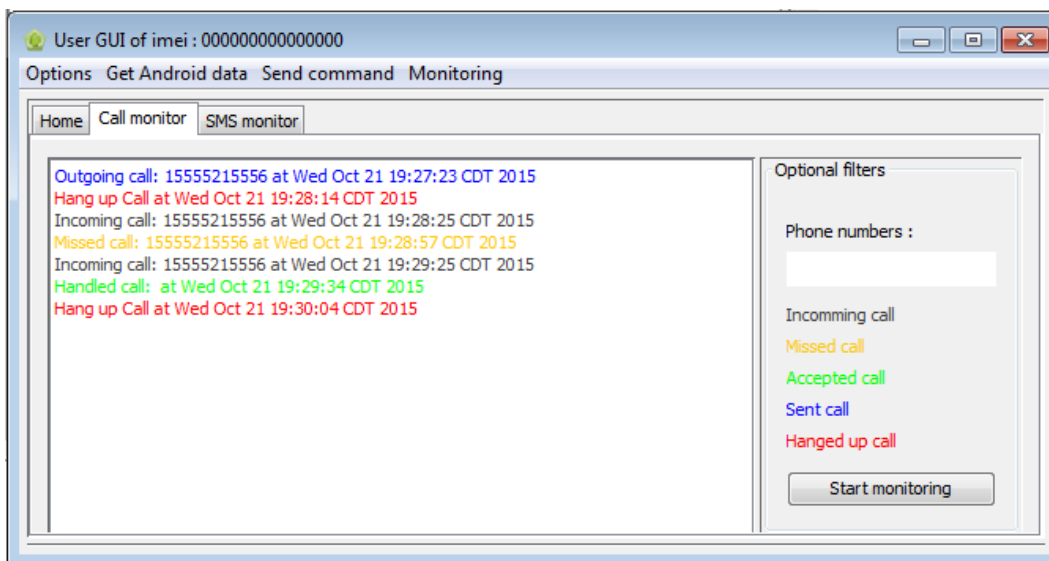 User GUI of imei : 000000000000000
Options Get Android data Send command Monitoring
Home Call monitor SMS monitor
Outgoing call: 15555215556 at Wed Oct 21 19:27:23 CDT 2015
Hang up Call at Wed Oct 21 19:28:14 CDT 2015
Incoming call: 15555215556 at Wed Oct 21 19:28:25 CDT 2015
Missed call: 15555215556 at Wed Oct 21 19:28:57 CDT 2015
Incoming call: 15555215556 at Wed Oct 21 19:29:25 CDT 2015
Handled call:  at Wed Oct 21 19:29:34 CDT 2015
Hang up Call at Wed Oct 21 19:30:04 CDT 2015
Optional filters
Phone numbers :
Incomming call
Missed call
Accepted call
Sent call
Hanged up call
Start monitoring